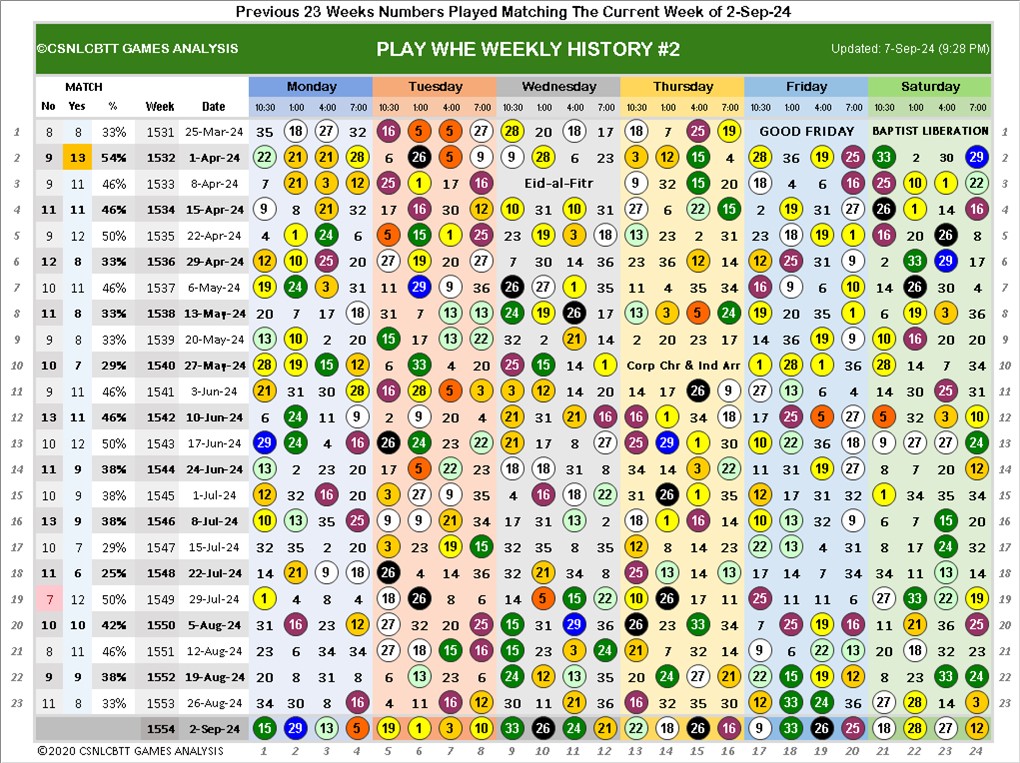 Previous 23 Weeks Numbers Played Matching The Current Week of 2-Sep-24
©CSNLCBTT GAMES ANALYSIS PLAY WHE WEEKLY HISTORY #2 Updated: 7-Sep-24 (9:28 PM)
MATCH Monday Tuesday Wednesday Thursday Friday Saturday
No Yes % Week Date 10:30 1:00 4:00 7:00 10:30 1:00 4:00 7:00 10:30 1:00 4:00 7:00 10:30 1:00 4:00 7:00 10:30 1:00 4:00 7:00 10:30 1:00 4:00 7:00
1 8 8 33% 1531 25-Mar-24 35 18 27 32 16 5 5 27 28 20 18 17 18 7 25 19 GOOD FRIDAY BAPTIST LIBERATION 1
2 9 13 54% 1532 1-Apr-24 22 21 21 28 6 26 5 9 9 28 6 23 3 12 15 4 28 36 19 25 33 2 30 29 2
3 9 11 46% 1533 8-Apr-24 7 21 3 12 25 1 17 16 Eid-al-Fitr 9 32 15 20 18 4 6 16 25 10 1 22 3
4 11 11 46% 1534 15-Apr-24 9 8 21 32 17 16 30 12 10 31 10 31 27 6 22 15 2 19 31 27 26 1 14 16 4
5 9 12 50% 1535 22-Apr-24 4 1 24 6 5 15 1 25 23 19 3 18 13 23 2 31 23 18 19 1 16 20 26 8 5
6 12 8 33% 1536 29-Apr-24 12 10 25 20 27 19 20 27 7 30 14 36 23 36 12 14 12 25 31 9 2 33 29 17 6
7 10 11 46% 1537 6-May-24 19 24 3 31 11 29 9 36 26 27 1 35 11 4 35 34 16 9 6 10 14 26 30 4 7
8 11 8 33% 1538 13-May-24 20 7 17 18 31 7 13 13 24 19 26 17 13 3 5 24 19 20 35 1 6 19 3 36 8
9 9 8 33% 1539 20-May-24 13 10 2 20 15 17 13 22 32 2 21 14 2 20 23 17 14 36 19 9 10 16 20 20 9
10 10 7 29% 1540 27-May-24 28 19 15 12 6 33 4 20 25 15 14 1 Corp Chr & Ind Arr 1 28 1 36 28 14 7 34 10
11 9 11 46% 1541 3-Jun-24 21 31 30 28 16 28 5 3 3 12 14 20 14 17 26 9 27 13 6 4 14 30 25 31 11
12 13 11 46% 1542 10-Jun-24 6 24 11 9 2 9 20 4 21 31 21 16 16 1 34 18 17 25 5 27 5 32 3 10 12
13 10 12 50% 1543 17-Jun-24 29 24 4 16 26 24 23 22 21 17 8 27 25 29 1 30 10 22 36 18 9 27 27 24 13
14 11 9 38% 1544 24-Jun-24 13 2 23 20 17 5 22 23 18 18 31 8 34 14 3 22 11 31 19 27 8 7 20 12 14
15 10 9 38% 1545 1-Jul-24 12 32 16 20 3 27 9 35 4 16 18 22 31 26 1 35 12 17 31 32 1 34 35 34 15
16 13 9 38% 1546 8-Jul-24 10 13 35 25 9 9 21 34 17 31 13 2 18 1 16 14 10 13 32 9 6 7 15 20 16
17 10 7 29% 1547 15-Jul-24 32 35 2 20 3 23 19 15 32 35 8 35 12 8 14 23 22 13 4 31 8 17 24 32 17
18 11 6 25% 1548 22-Jul-24 14 21 9 18 26 4 14 36 32 21 34 8 25 13 14 13 17 14 8 34 34 11 13 14 18
19 7 12 50% 1549 29-Jul-24 1 4 8 4 18 26 8 6 14 5 15 22 10 26 17 11 25 11 11 6 27 33 22 19 19
20 10 10 42% 1550 5-Aug-24 31 16 23 12 27 32 20 25 15 31 29 36 26 23 33 34 7 25 19 16 11 21 36 25 20
21 8 11 46% 1551 12-Aug-24 23 6 34 34 27 18 15 16 15 23 3 24 21 7 32 14 9 6 22 13 20 18 32 23 21
22 9 9 38% 1552 19-Aug-24 20 8 31 8 6 13 23 6 24 12 13 35 20 24 27 21 22 15 19 12 8 23 33 24 22
23 11 8 33% 1553 26-Aug-24 34 30 8 16 4 11 16 12 30 11 21 36 16 32 35 30 12 33 24 36 27 28 14 3 23
1554 2-Sep-24 15 29 13 5 19 1 3 10 33 26 24 21 12 18 26 16 9 33 26 25 18 28 27 12
©2020 CSNLCBTT GAMES ANALYSIS 1 2 3 4 5 6 7 8 9 10 11 12 13 14 15 16 17 18 19 20 21 22 23 24